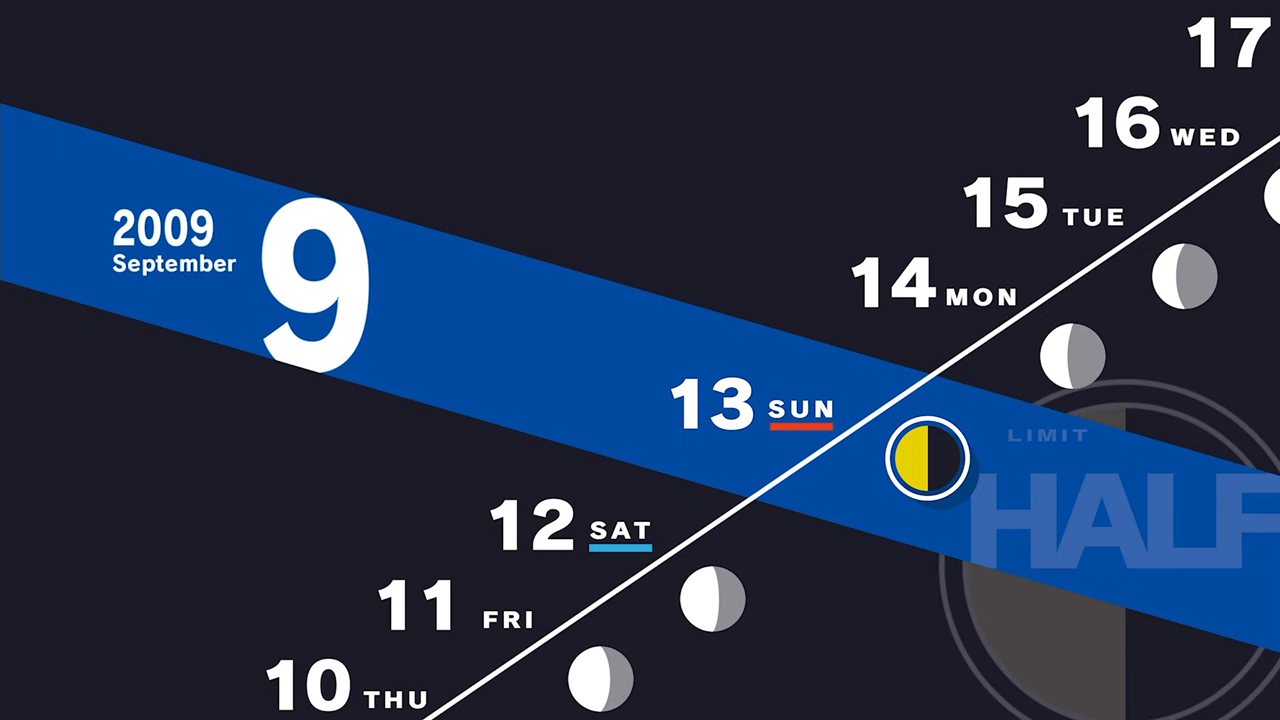 17
16 WED
15 TUE
14 MON
2009
September
9
13 SUN
LIMIT
HALF
12 SAT
11 FRI
10 THU